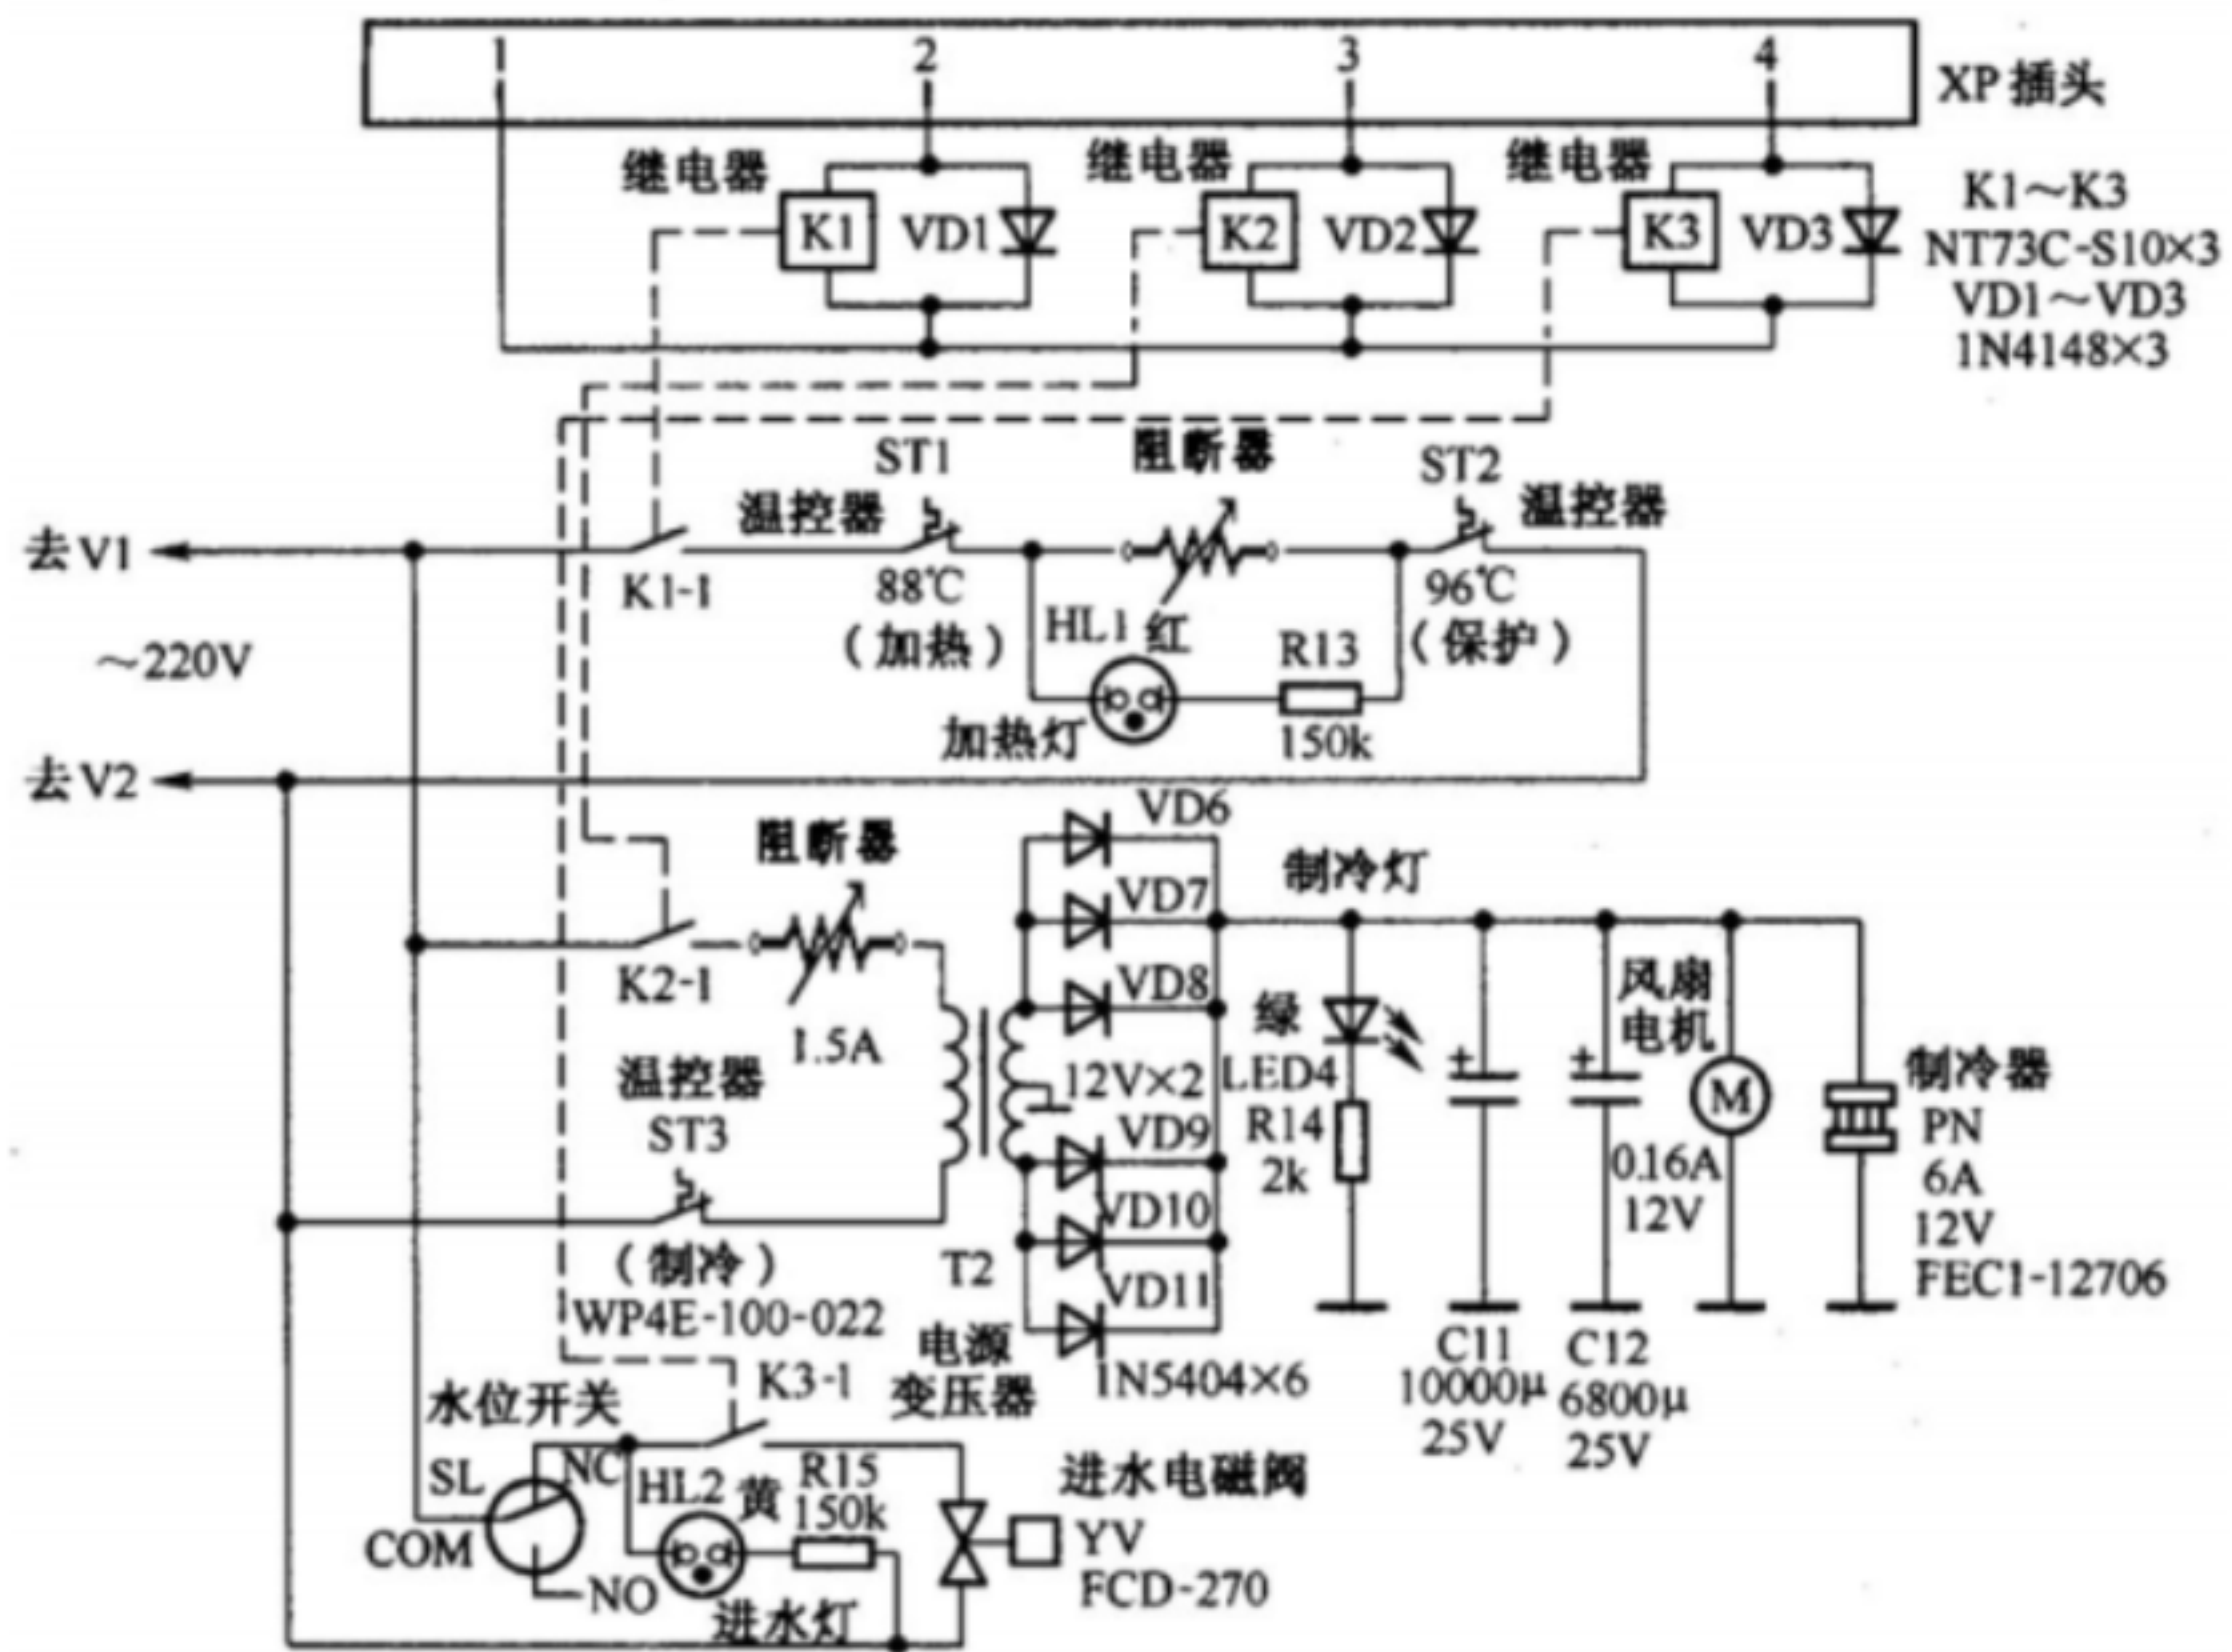 1 2 3 4
XP插头
继电器 继电器 继电器
K1 VD1 K2 VD2 K3 VD3
K1～K3
NT73C-S10×3
VD1～VD3
1N4148×3
ST1 阻断器 ST2
温控器 温控器
去V1
K1-1 88℃ 96℃
（加热） HL1 红 R13 （保护）
～220V
加热灯 150k
去V2
VD6
阻断器 制冷灯
VD7
K2-1 VD8 绿 风扇
电机
1.5A
温控器 12V×2 LED4 制冷器
ST3 VD9 R14 M PN
2k 0.16A 6A
VD10 12V 12V
（制冷） T2 FEC1-12706
WP4E-100-022 VD11
电源 C11 C12
K3-1 变压器 1N5404×6 10000μ 6800μ
水位开关 25V 25V
SL NC HL2 黄 R15 进水电磁阀
150k
COM YV
NO FCD-270
进水灯